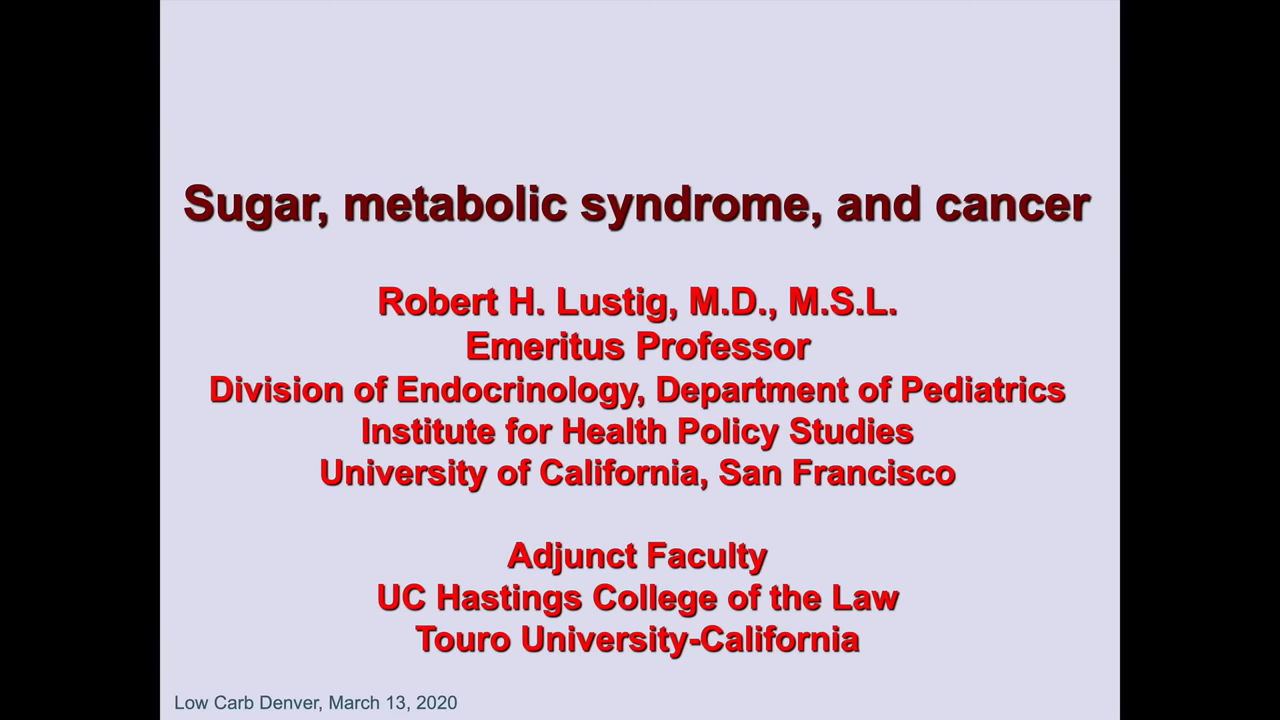 Sugar, metabolic syndrome, and cancer
Robert H. Lustig, M.D., M.S.L.
Emeritus Professor
Division of Endocrinology, Department of Pediatrics
Institute for Health Policy Studies
University of California, San Francisco
Adjunct Faculty
UC Hastings College of the Law
Touro University-California
Low Carb Denver, March 13, 2020